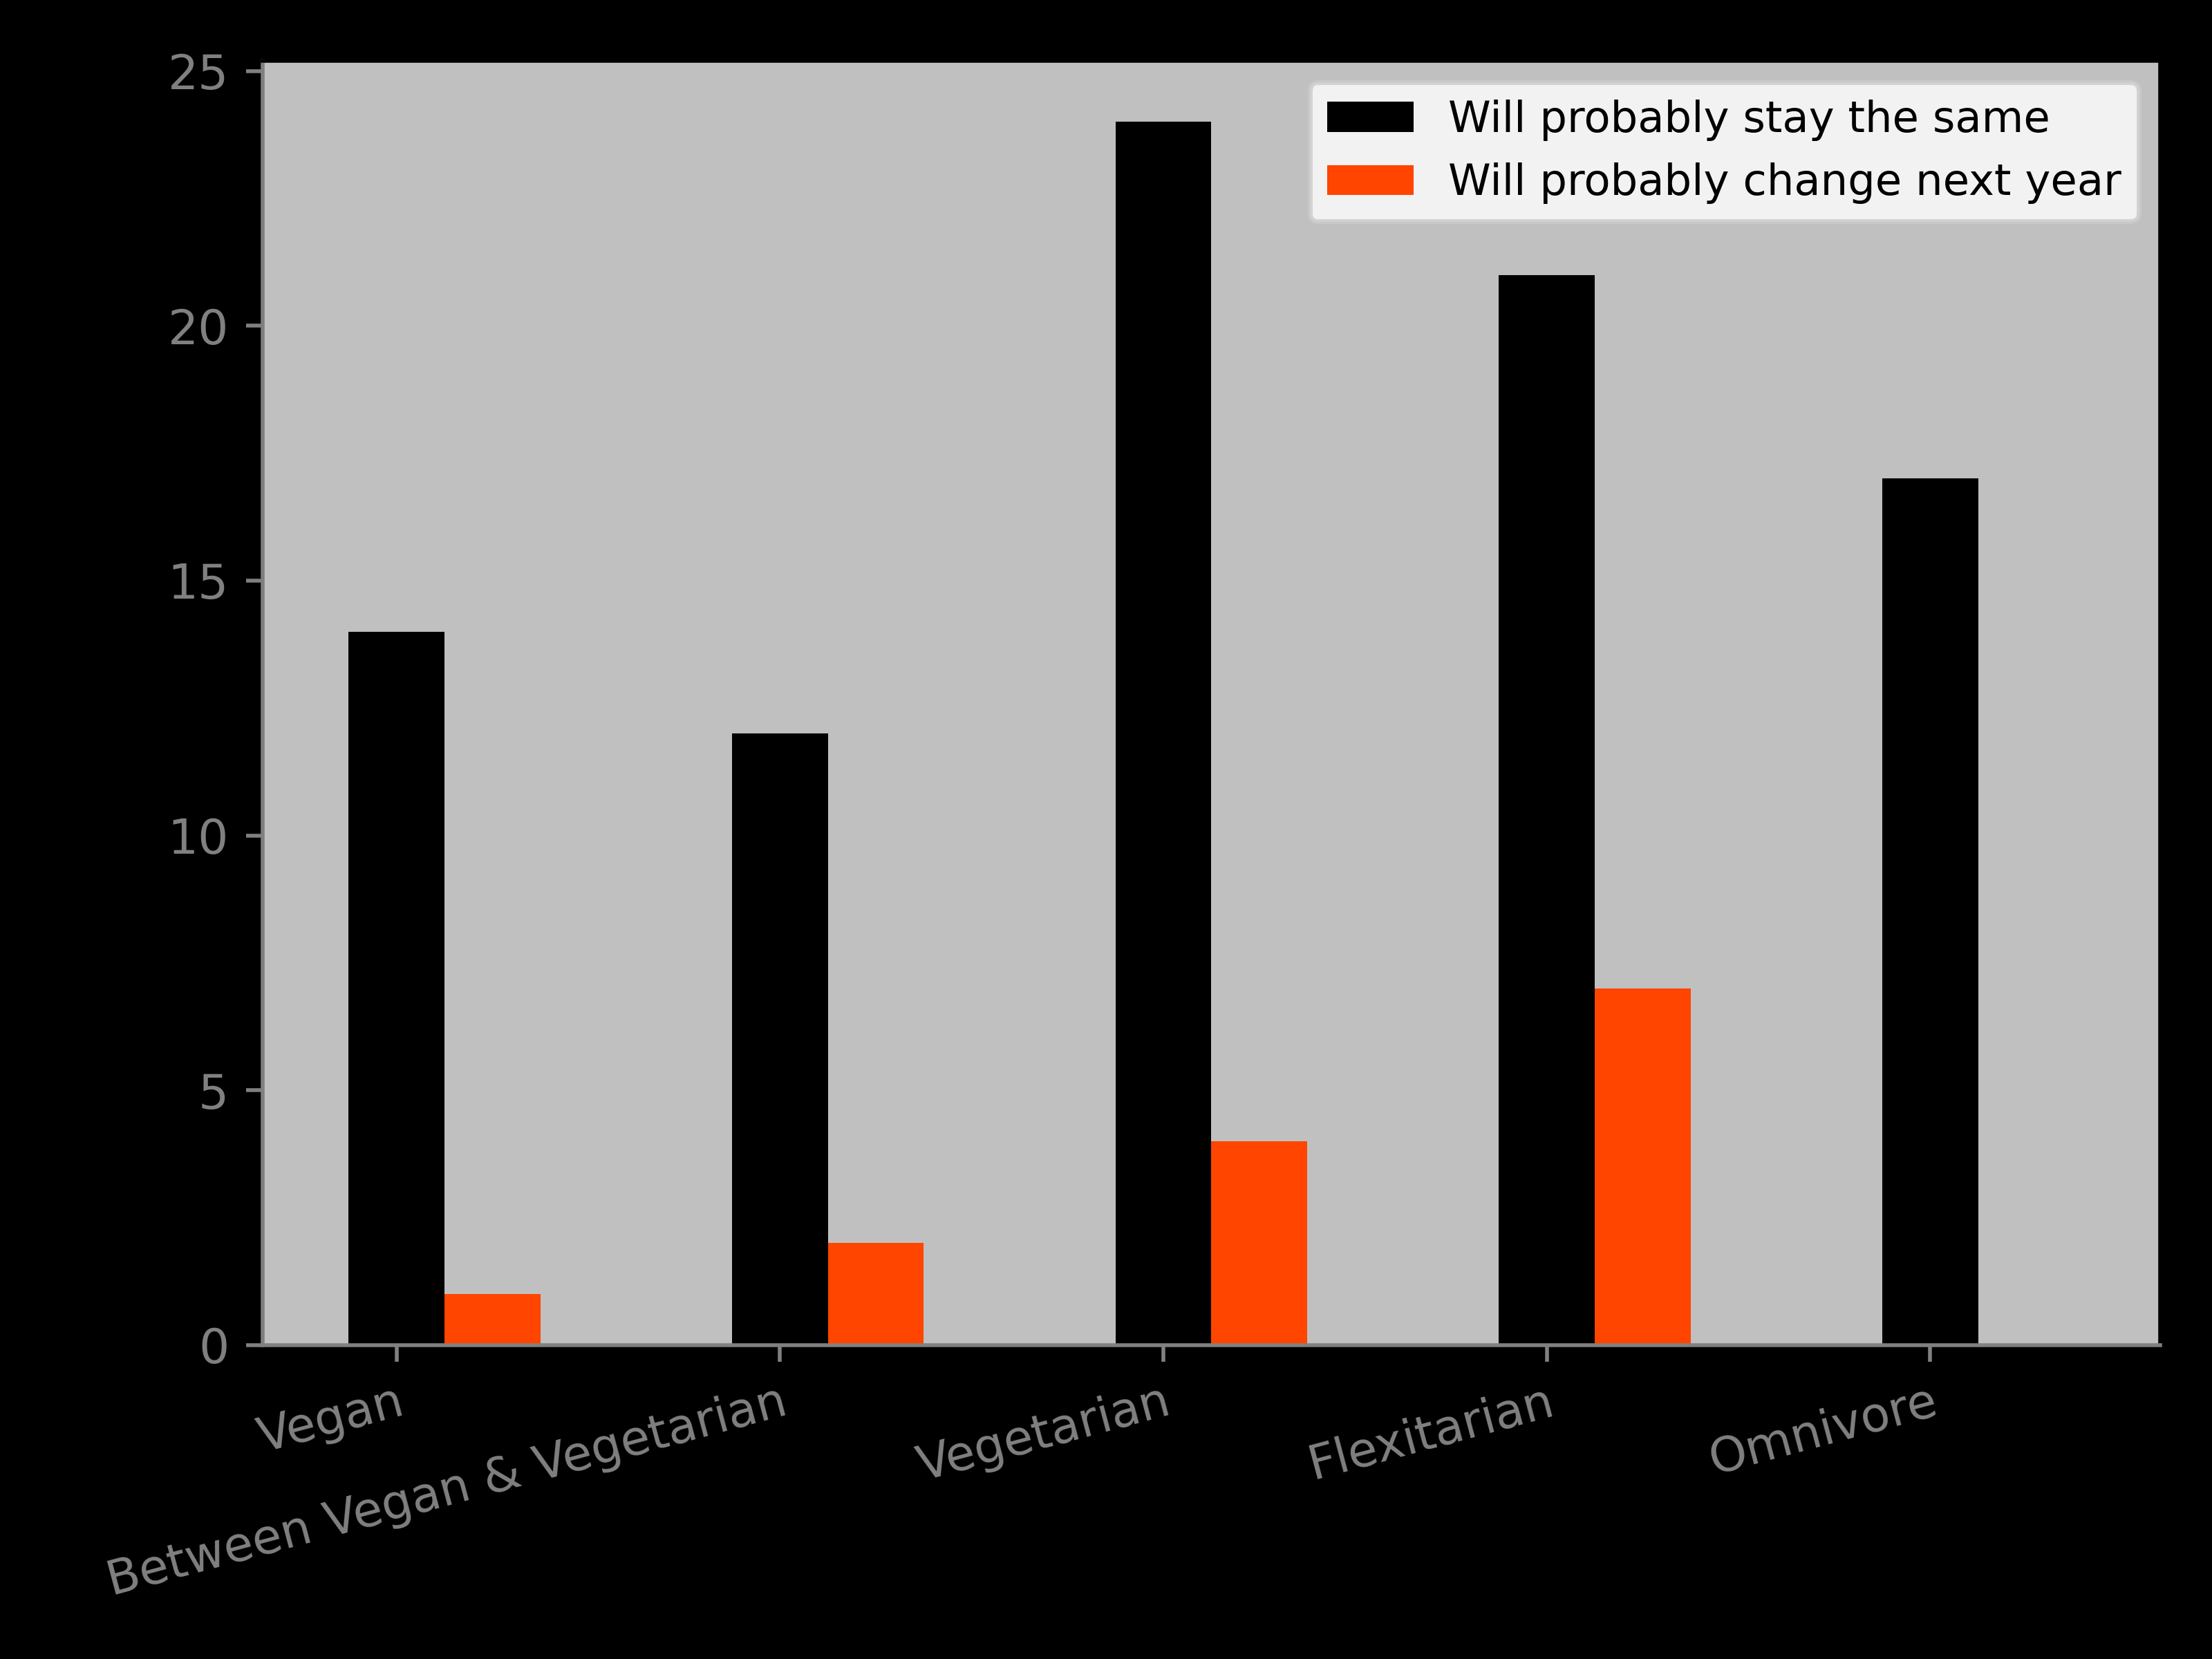 25
20
15
10
5
0
Will probably stay the same
Will probably change next year
Vegan
Between Vegan & Vegetarian
Vegetarian
Flexitarian
Omnivore